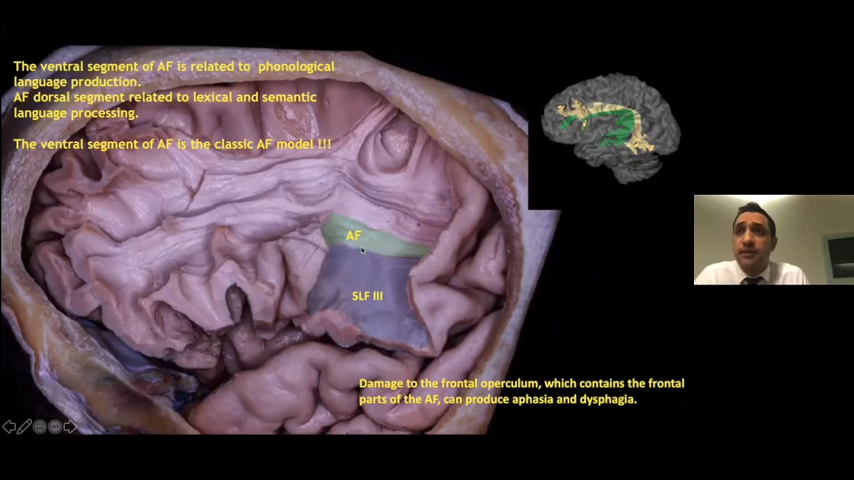 The ventral segment of AF is related to phonological
language production.
AF dorsal segment related to lexical and semantic
language processing.
The ventral segment of AF is the classic AF model !!!
AF
SLF III
Damage to the frontal operculum, which contains the frontal
parts of the AF, can produce aphasia and dysphagia.